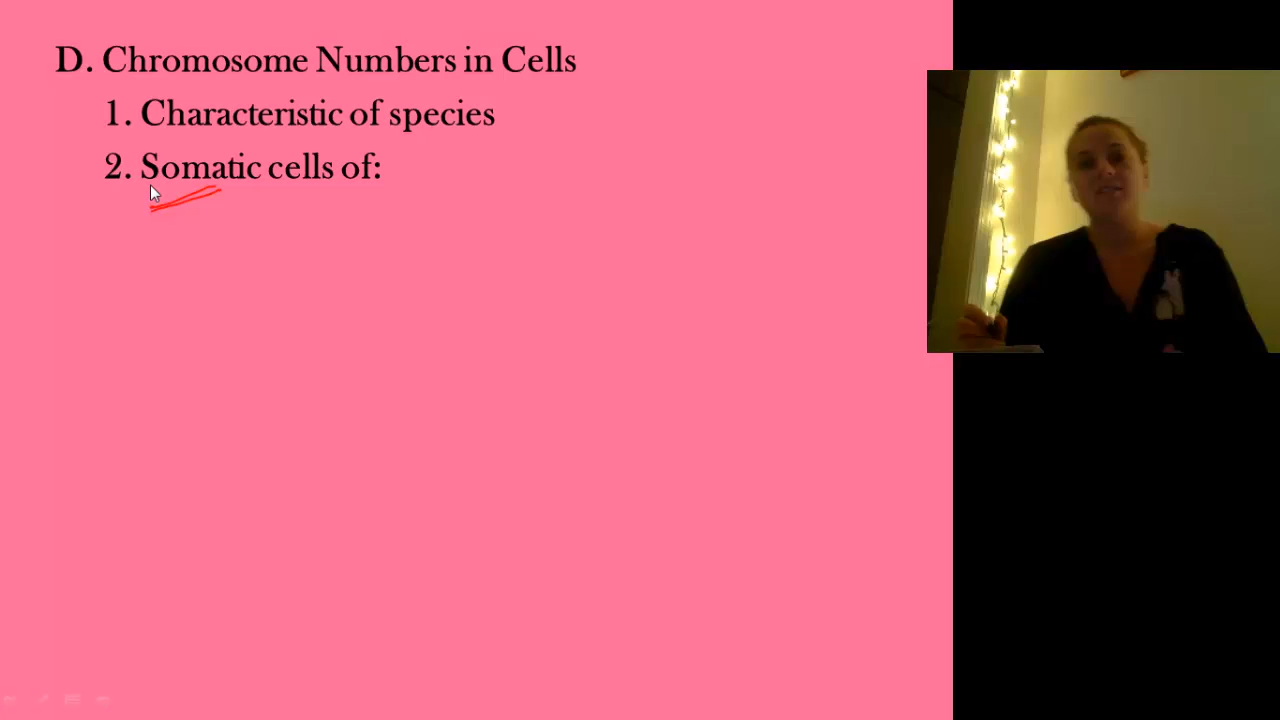 D. Chromosome Numbers in Cells
1. Characteristic of species
2. Somatic cells of: